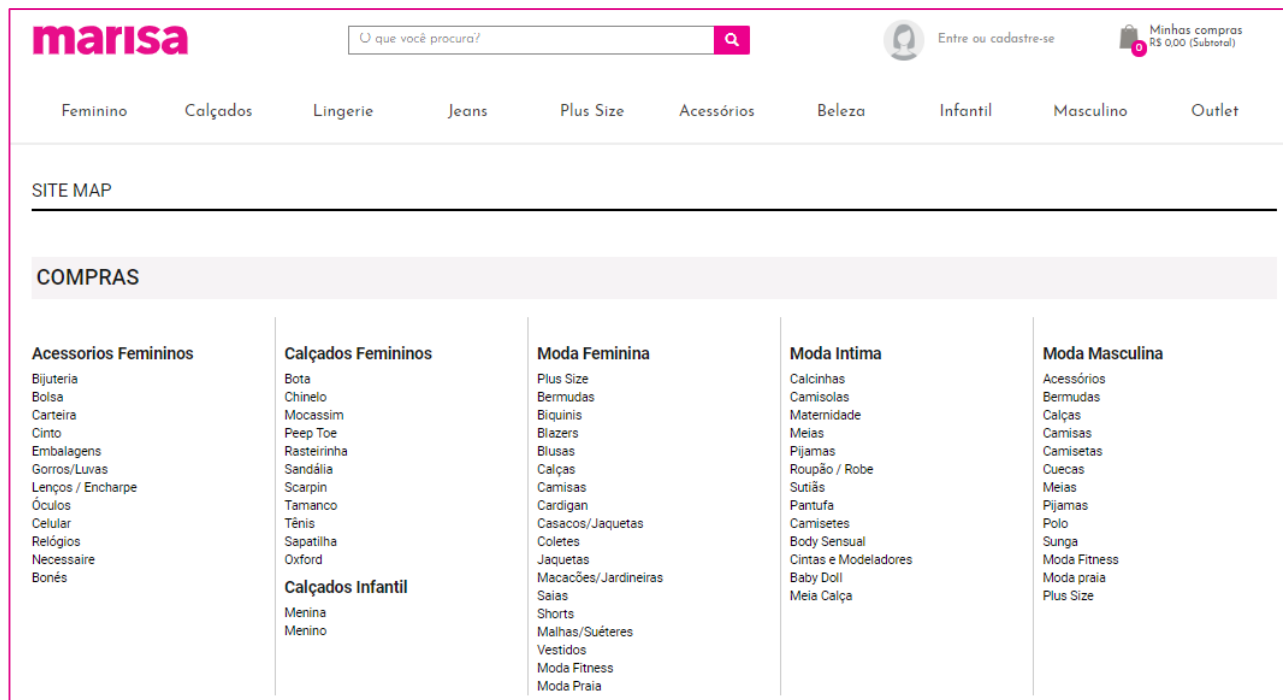 marisa
O que você procura?
Entre ou cadastre-se
Minhas compras
R$ 0,00 (Subtotal)
0
Feminino Calçados Lingerie Jeans Plus Size Acessórios Beleza Infantil Masculino Outlet
SITE MAP
COMPRAS
Acessorios Femininos
Bijuteria
Bolsa
Carteira
Cinto
Embalagens
Gorros/Luvas
Lenços / Encharpe
Óculos
Celular
Relógios
Necessaire
Bonés
Calçados Femininos
Bota
Chinelo
Mocassim
Peep Toe
Rasteirinha
Sandália
Scarpin
Tamanco
Tênis
Sapatilha
Oxford
Calçados Infantil
Menina
Menino
Moda Feminina
Plus Size
Bermudas
Biquinis
Blazers
Blusas
Calças
Camisas
Cardigan
Casacos/Jaquetas
Coletes
Jaquetas
Macacões/Jardineiras
Saias
Shorts
Malhas/Suéteres
Vestidos
Moda Fitness
Moda Praia
Moda Intima
Calcinhas
Camisolas
Maternidade
Meias
Pijamas
Roupão / Robe
Sutiãs
Pantufa
Camisetes
Body Sensual
Cintas e Modeladores
Baby Doll
Meia Calça
Moda Masculina
Acessórios
Bermudas
Calças
Camisas
Camisetas
Cuecas
Meias
Pijamas
Polo
Sunga
Moda Fitness
Moda praia
Plus Size